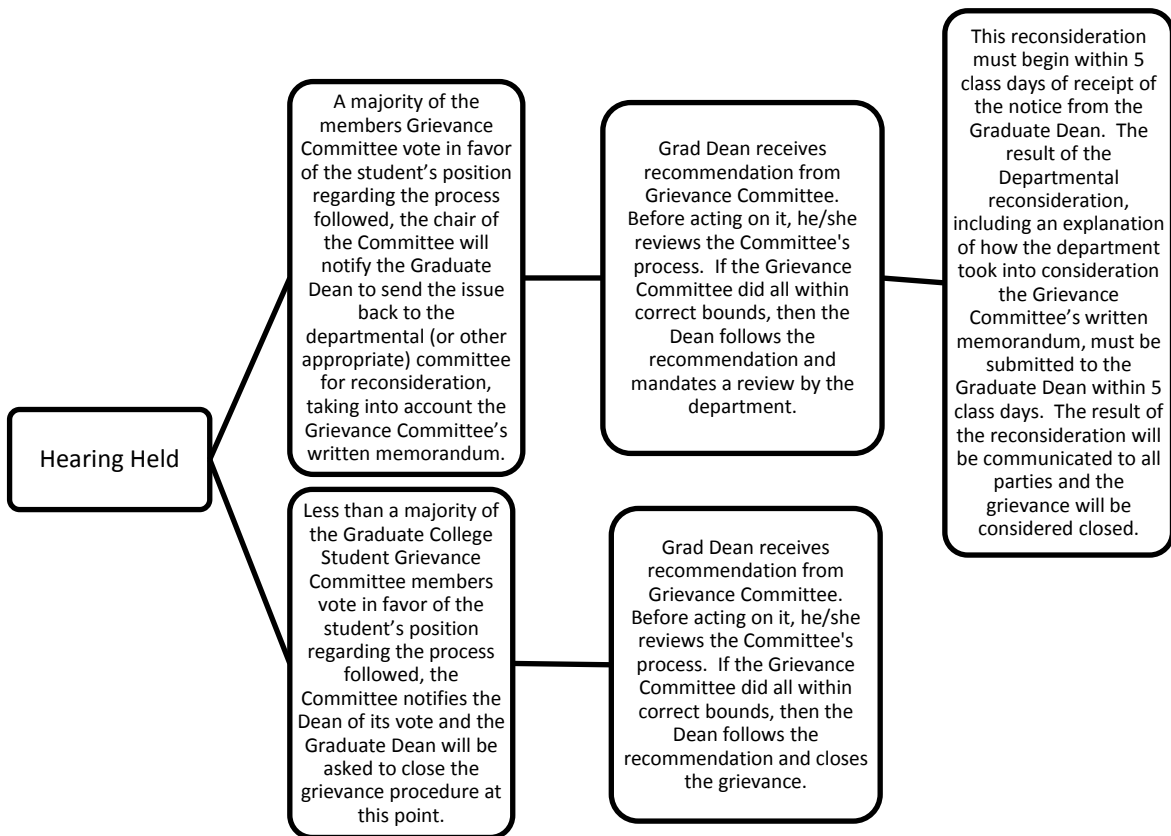 Hearing Held
A majority of the
members Grievance
Committee vote in favor
of the student’s position
regarding the process
followed, the chair of
the Committee will
notify the Graduate
Dean to send the issue
back to the
departmental (or other
appropriate) committee
for reconsideration,
taking into account the
Grievance Committee’s
written memorandum.
Grad Dean receives
recommendation from
Grievance Committee.
Before acting on it, he/she
reviews the Committee's
process.  If the Grievance
Committee did all within
correct bounds, then the
Dean follows the
recommendation and
mandates a review by the
department.
This reconsideration
must begin within 5
class days of receipt of
the notice from the
Graduate Dean.  The
result of the
Departmental
reconsideration,
including an explanation
of how the department
took into consideration
the Grievance
Committee’s written
memorandum, must be
submitted to the
Graduate Dean within 5
class days.  The result of
the reconsideration will
be communicated to all
parties and the
grievance will be
considered closed.
Less than a majority of
the Graduate College
Student Grievance
Committee members
vote in favor of the
student’s position
regarding the process
followed, the
Committee notifies the
Dean of its vote and the
Graduate Dean will be
asked to close the
grievance procedure at
this point.
Grad Dean receives
recommendation from
Grievance Committee.
Before acting on it, he/she
reviews the Committee's
process.  If the Grievance
Committee did all within
correct bounds, then the
Dean follows the
recommendation and closes
the grievance.